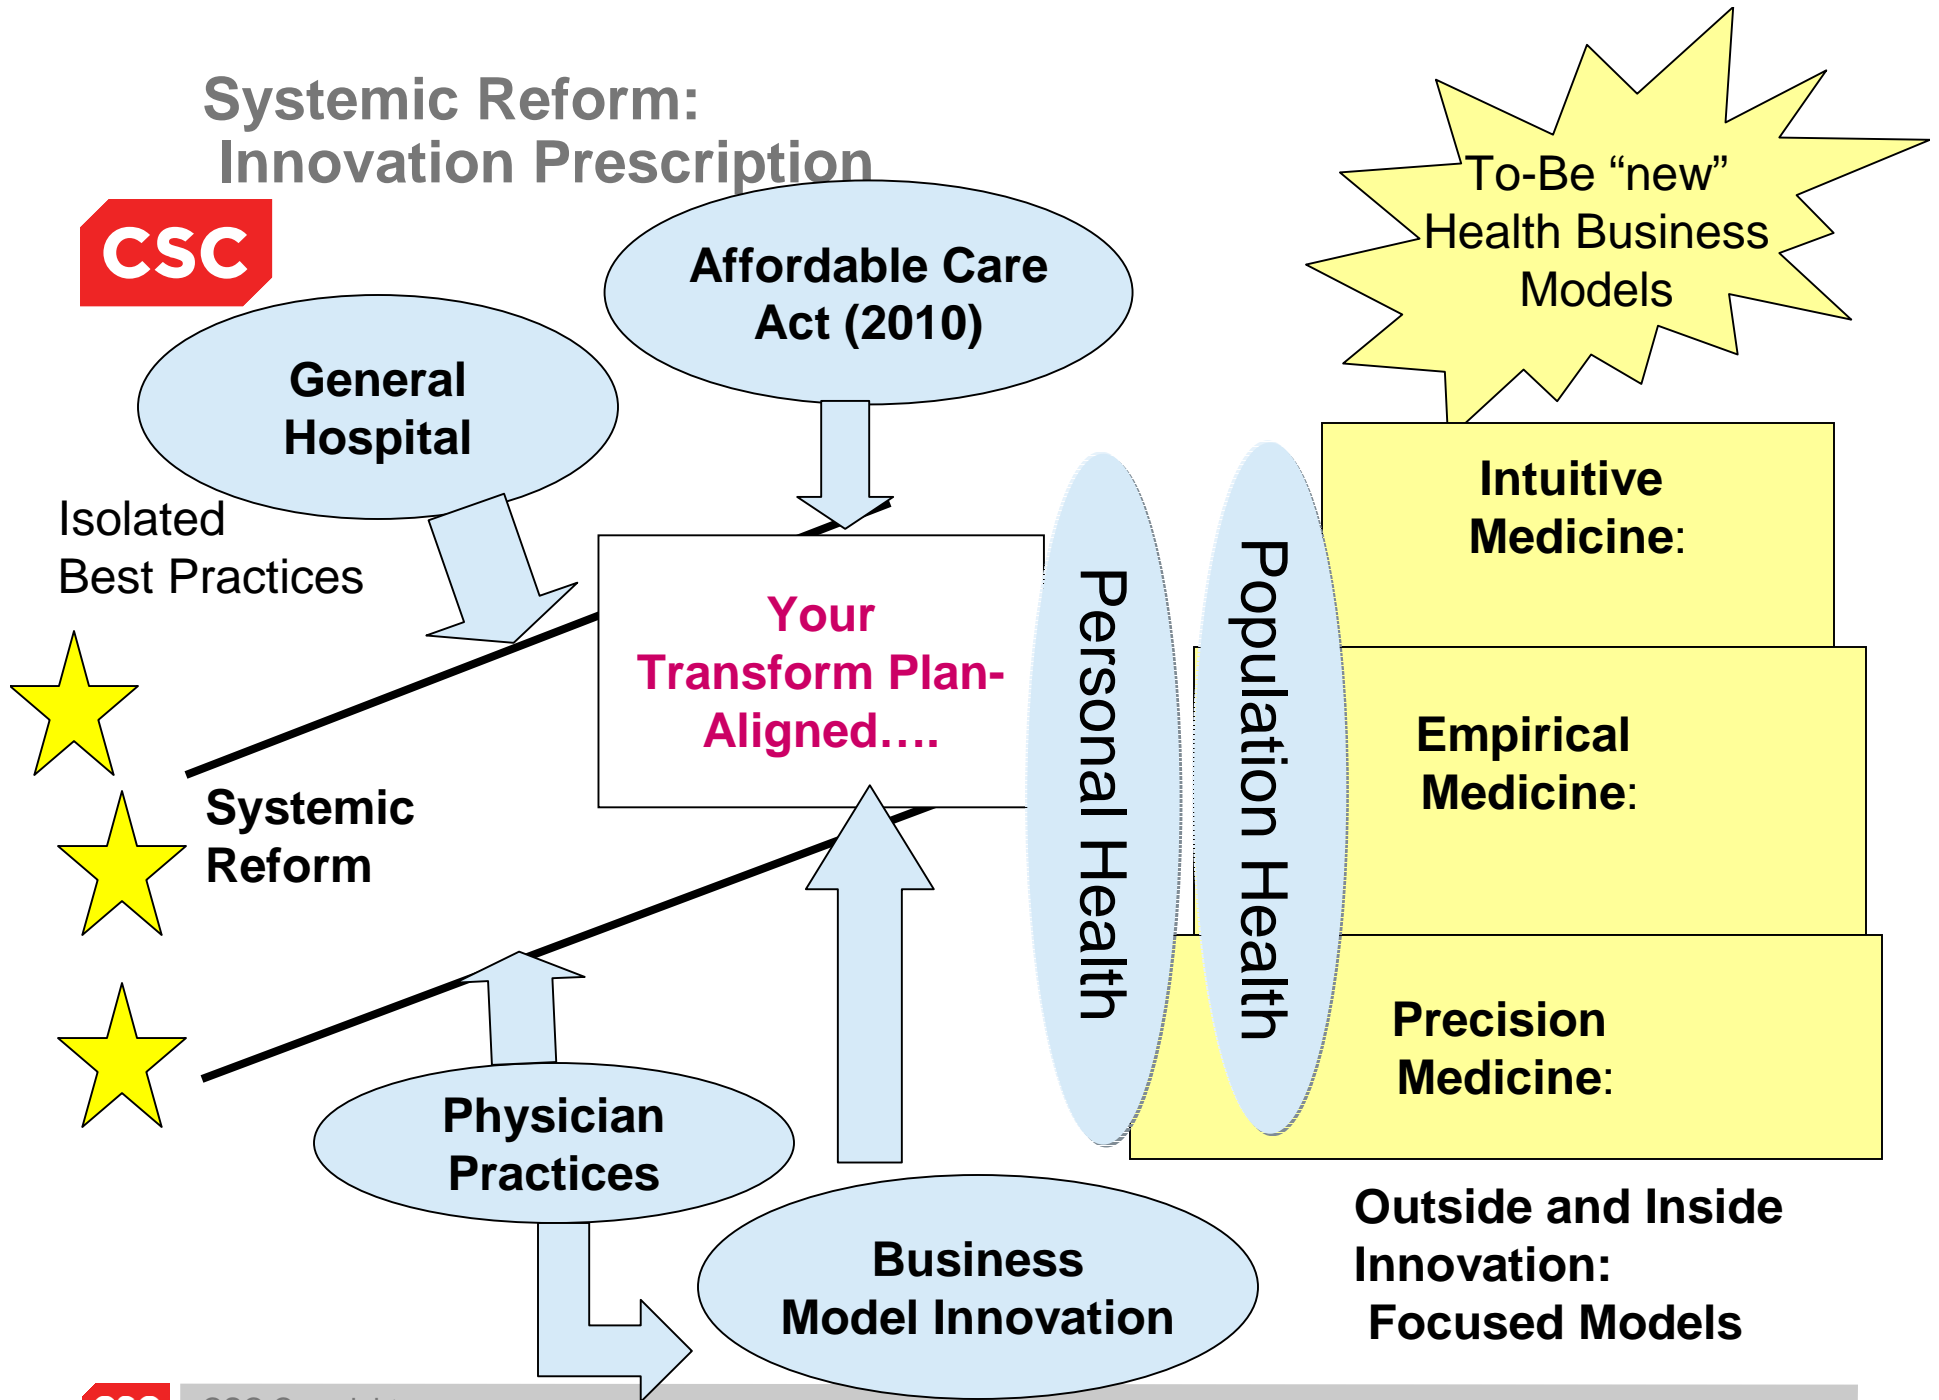 Systemic Reform:
Innovation Prescription
CSC
Affordable Care
Act (2010)
To-Be “new”
Health Business
Models
General
Hospital
Isolated
Best Practices
Your
Transform Plan-
Aligned….
Systemic
Reform
Personal Health
Population Health
Intuitive
Medicine:
Empirical
Medicine:
Precision
Medicine:
Physician
Practices
Business
Model Innovation
Outside and Inside
Innovation:
Focused Models